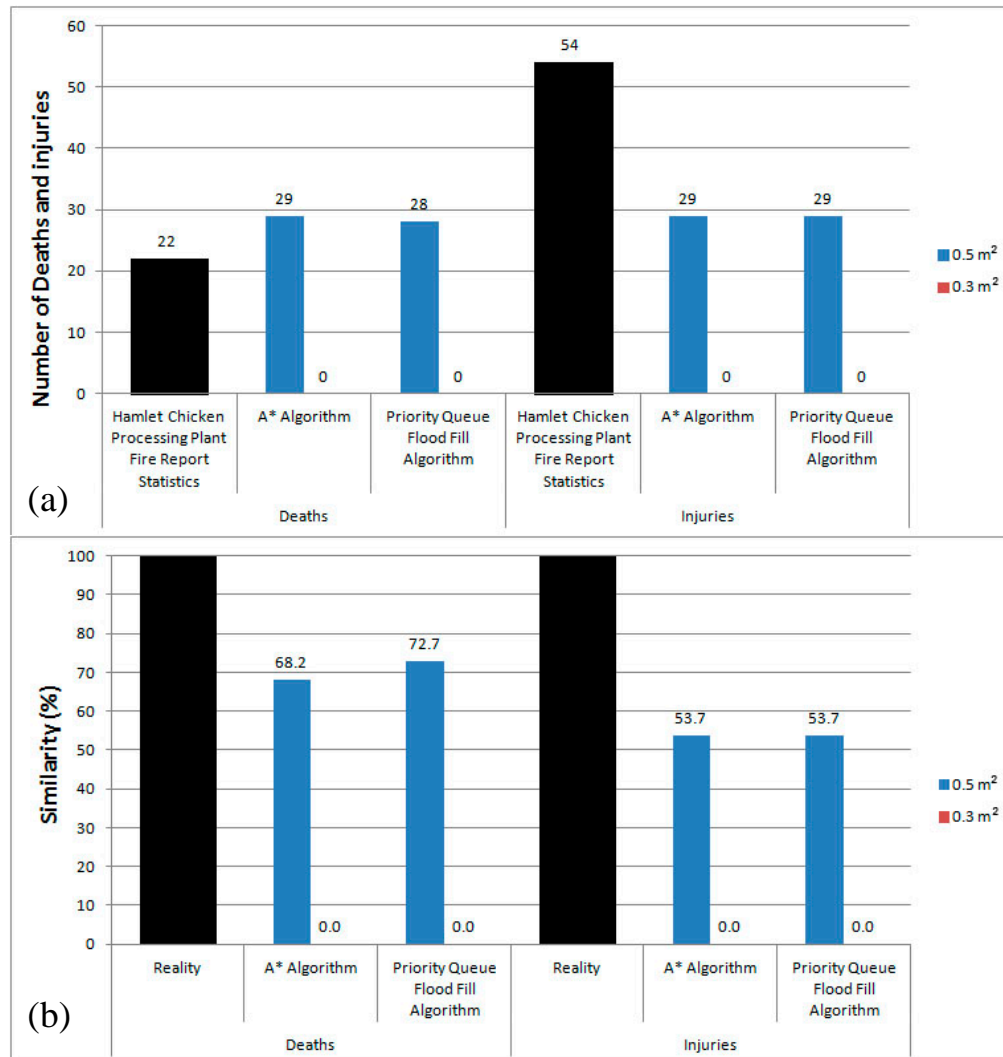 60
50
40
30
20
10
0
Number of Deaths and injuries
22
29
0
28
0
54
29
0
29
0
0.5 m²
0.3 m²
Hamlet Chicken
Processing Plant
Fire Report
Statistics
A* Algorithm
Priority Queue
Flood Fill
Algorithm
Hamlet Chicken
Processing Plant
Fire Report
Statistics
A* Algorithm
Priority Queue
Flood Fill
Algorithm
Deaths
Injuries
(a)
100
90
80
70
60
50
40
30
20
10
0
Similarity (%)
68.2
0.0
72.7
0.0
53.7
0.0
53.7
0.0
0.5 m²
0.3 m²
Reality
A* Algorithm
Priority Queue
Flood Fill
Algorithm
Reality
A* Algorithm
Priority Queue
Flood Fill
Algorithm
Deaths
Injuries
(b)